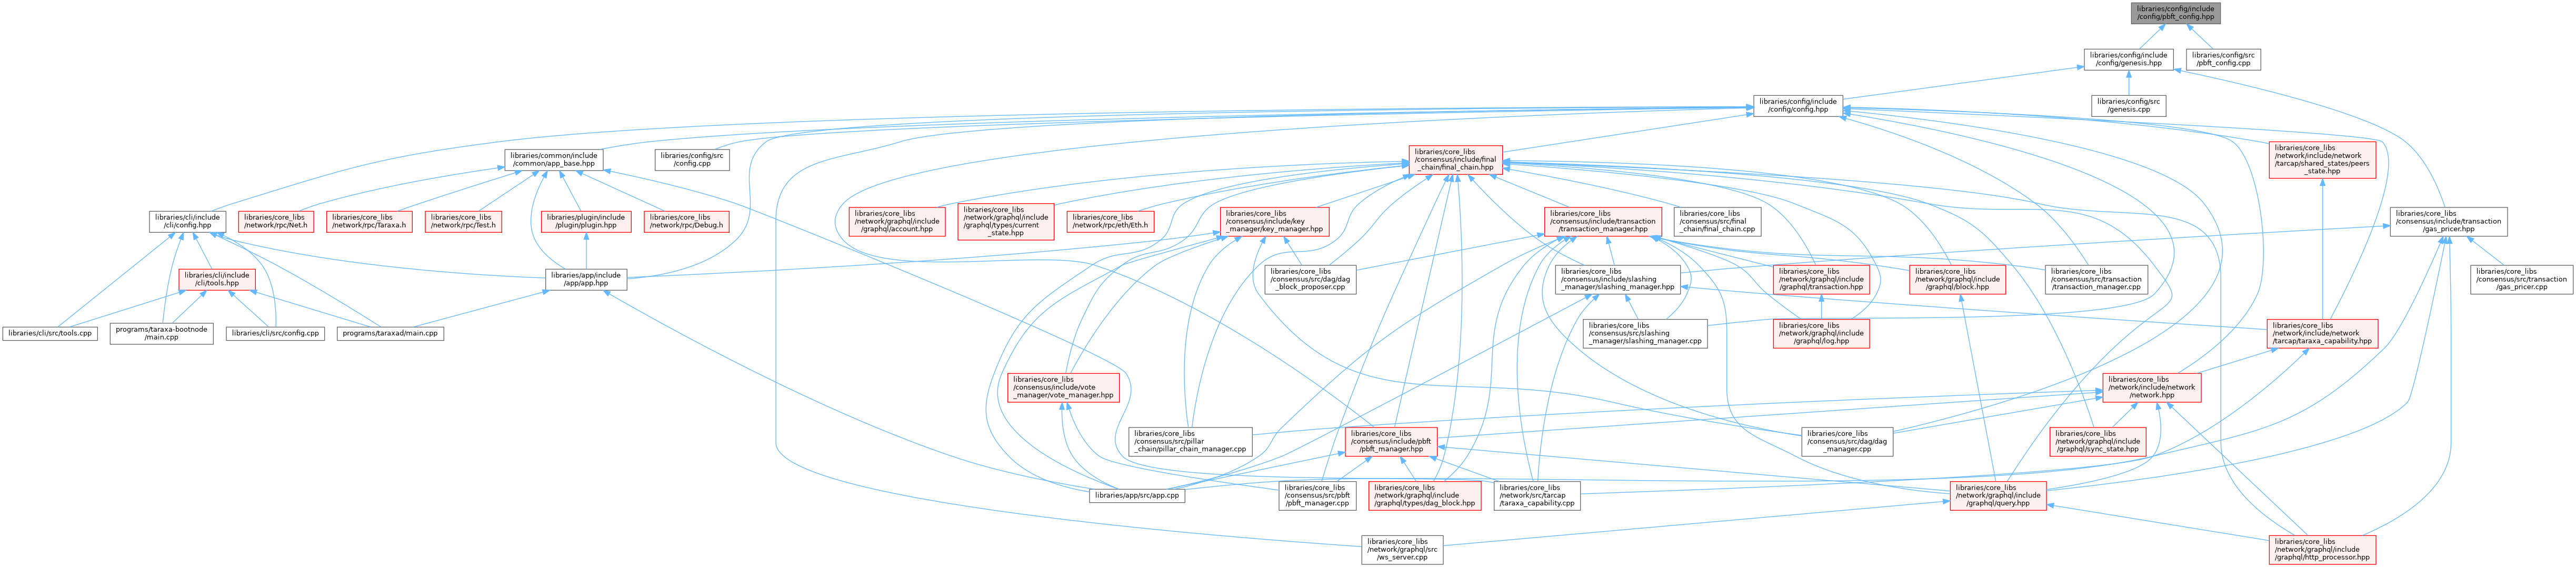 libraries/config/include
/config/pbft_config.hpp
libraries/config/include
/config/genesis.hpp
libraries/config/src
/pbft_config.cpp
libraries/config/include
/config/config.hpp
libraries/config/src
/genesis.cpp
libraries/common/include
/common/app_base.hpp
libraries/config/src
/config.cpp
libraries/core_libs
/consensus/include/final
_chain/final_chain.hpp
libraries/core_libs
/network/include/network
/tarcap/shared_states/peers
_state.hpp
libraries/cli/include
/cli/config.hpp
libraries/core_libs
/network/rpc/Net.h
libraries/core_libs
/network/rpc/Taraxa.h
libraries/core_libs
/network/rpc/Test.h
libraries/plugin/include
/plugin/plugin.hpp
libraries/core_libs
/network/rpc/Debug.h
libraries/core_libs
/network/graphql/include
/graphql/account.hpp
libraries/core_libs
/network/graphql/include
/graphql/types/current
_state.hpp
libraries/core_libs
/network/rpc/eth/Eth.h
libraries/core_libs
/consensus/include/key
_manager/key_manager.hpp
libraries/core_libs
/consensus/include/transaction
/transaction_manager.hpp
libraries/core_libs
/consensus/src/final
_chain/final_chain.cpp
libraries/core_libs
/consensus/include/transaction
/gas_pricer.hpp
libraries/cli/include
/cli/tools.hpp
libraries/app/include
/app/app.hpp
libraries/core_libs
/consensus/src/dag/dag
_block_proposer.cpp
libraries/core_libs
/consensus/include/slashing
_manager/slashing_manager.hpp
libraries/core_libs
/network/graphql/include
/graphql/transaction.hpp
libraries/core_libs
/network/graphql/include
/graphql/block.hpp
libraries/core_libs
/consensus/src/transaction
/transaction_manager.cpp
libraries/core_libs
/consensus/src/transaction
/gas_pricer.cpp
libraries/cli/src/tools.cpp
programs/taraxa-bootnode
/main.cpp
libraries/cli/src/config.cpp
programs/taraxad/main.cpp
libraries/core_libs
/consensus/src/slashing
_manager/slashing_manager.cpp
libraries/core_libs
/network/graphql/include
/graphql/log.hpp
libraries/core_libs
/network/include/network
/tarcap/taraxa_capability.hpp
libraries/core_libs
/consensus/include/vote
_manager/vote_manager.hpp
libraries/core_libs
/network/include/network
/network.hpp
libraries/core_libs
/consensus/src/pillar
_chain/pillar_chain_manager.cpp
libraries/core_libs
/consensus/include/pbft
/pbft_manager.hpp
libraries/core_libs
/consensus/src/dag/dag
_manager.cpp
libraries/core_libs
/network/graphql/include
/graphql/sync_state.hpp
libraries/app/src/app.cpp
libraries/core_libs
/consensus/src/pbft
/pbft_manager.cpp
libraries/core_libs
/network/graphql/include
/graphql/types/dag_block.hpp
libraries/core_libs
/network/src/tarcap
/taraxa_capability.cpp
libraries/core_libs
/network/graphql/include
/graphql/query.hpp
libraries/core_libs
/network/graphql/src
/ws_server.cpp
libraries/core_libs
/network/graphql/include
/graphql/http_processor.hpp